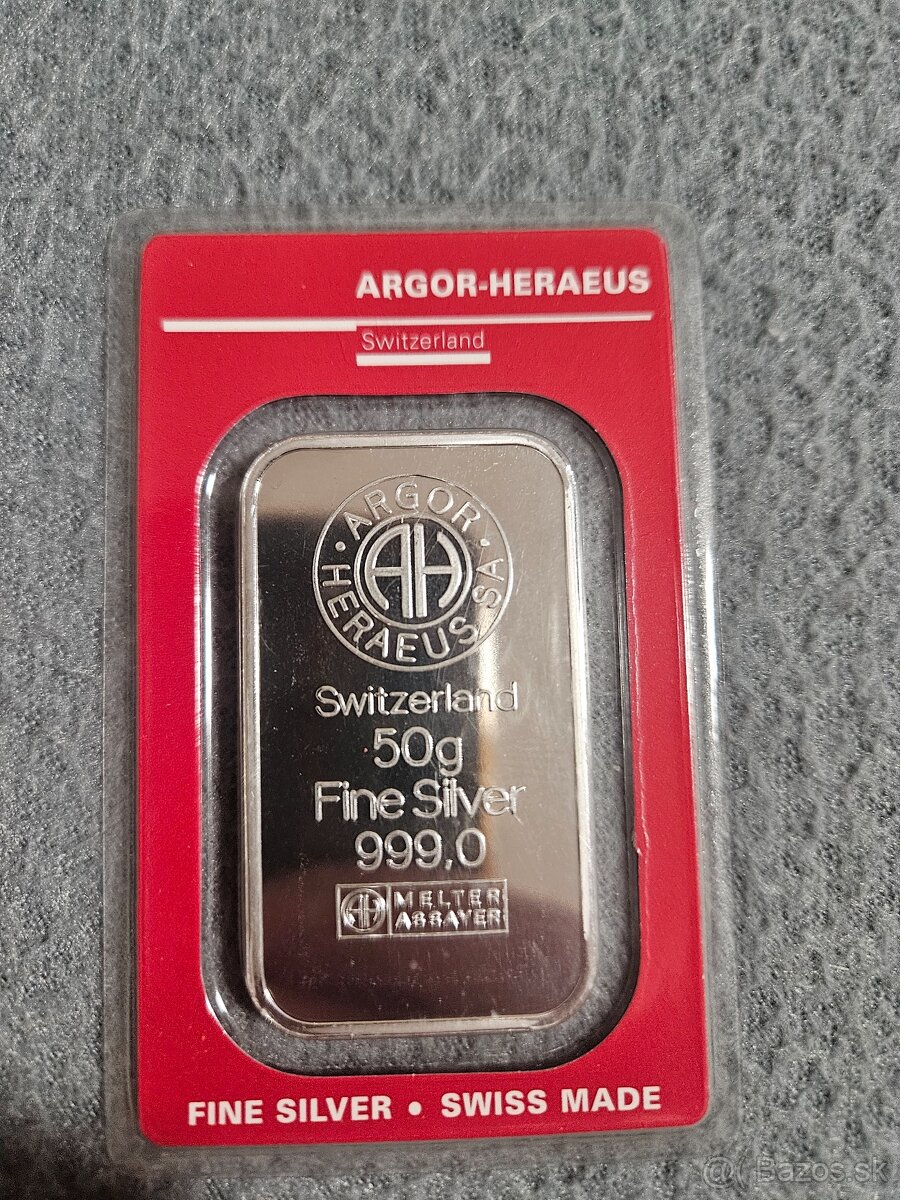 ARGOR-HERAEUS
Switzerland
ARGOR
HERAEUS SA
AH
Switzerland
50g
Fine Silver
999,0
AH MELTER
ASSAYER
FINE SILVER • SWISS MADE
@ Bazos.sk